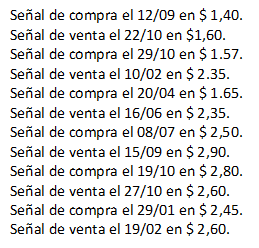 Señal de compra el 12/09 en $ 1,40.
Señal de venta el 22/10 en $1,60.
Señal de compra el 29/10 en $ 1.57.
Señal de venta el 10/02 en $ 2.35.
Señal de compra el 20/04 en $ 1.65.
Señal de venta el 16/06 en $ 2,35.
Señal de compra el 08/07 en $ 2,50.
Señal de venta el 15/09 en $ 2,90.
Señal de compra el 19/10 en $ 2,80.
Señal de venta el 27/10 en $ 2,60.
Señal de compra el 29/01 en $ 2,45.
Señal de venta el 19/02 en $ 2,60.